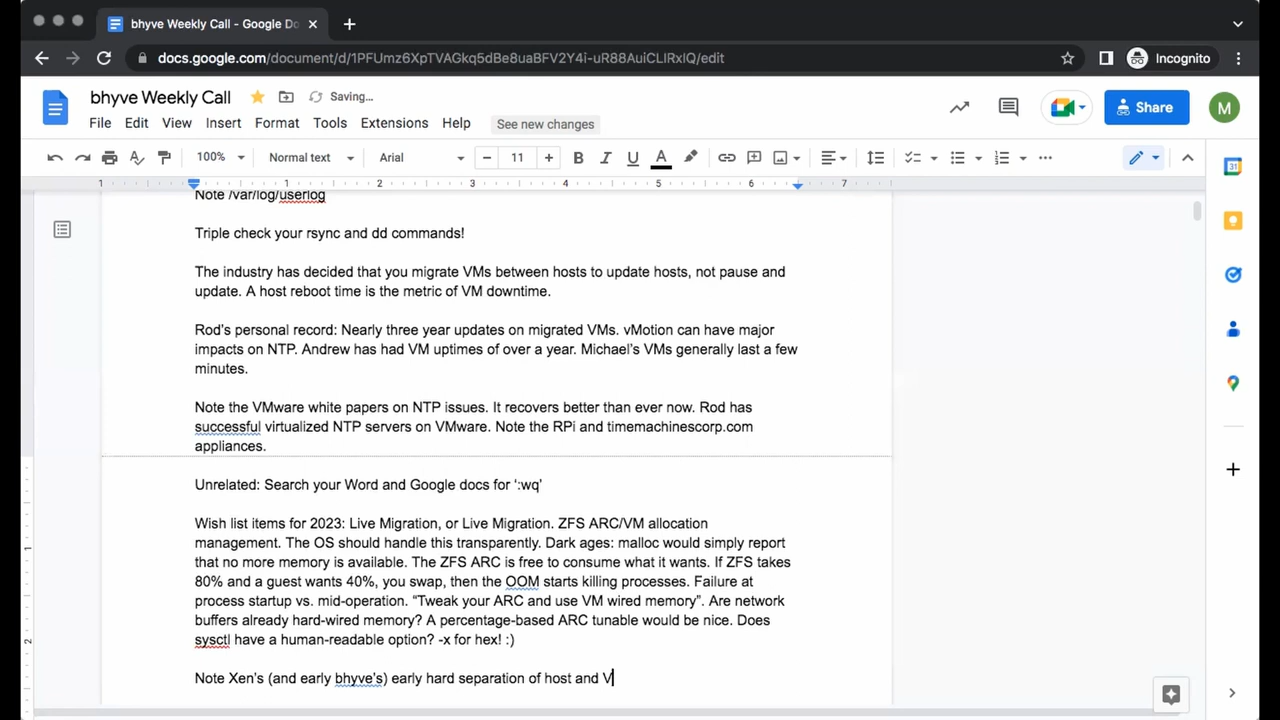 bhyve Weekly Call - Google Do
docs.google.com/document/d/1PFUmz6XpTVAGkq5dBe8uaBFV2Y4i-uR88AuiCLlRxlQ/edit
Incognito
bhyve Weekly Call
Saving...
Share
M
File Edit View Insert Format Tools Extensions Help See new changes
100% Normal text Arial 11 B I U A
1 1 2 3 4 5 6 7
31
Note /var/log/userlog
Triple check your rsync and dd commands!
The industry has decided that you migrate VMs between hosts to update hosts, not pause and
update. A host reboot time is the metric of VM downtime.
Rod's personal record: Nearly three year updates on migrated VMs. vMotion can have major
impacts on NTP. Andrew has had VM uptimes of over a year. Michael's VMs generally last a few
minutes.
Note the VMware white papers on NTP issues. It recovers better than ever now. Rod has
successful virtualized NTP servers on VMware. Note the RPi and timemachinescorp.com
appliances.
Unrelated: Search your Word and Google docs for ':wq'
Wish list items for 2023: Live Migration, or Live Migration. ZFS ARC/VM allocation
management. The OS should handle this transparently. Dark ages: malloc would simply report
that no more memory is available. The ZFS ARC is free to consume what it wants. If ZFS takes
80% and a guest wants 40%, you swap, then the OOM starts killing processes. Failure at
process startup vs. mid-operation. "Tweak your ARC and use VM wired memory". Are network
buffers already hard-wired memory? A percentage-based ARC tunable would be nice. Does
sysctl have a human-readable option? -x for hex! :)
Note Xen's (and early bhyve's) early hard separation of host and V
1
2